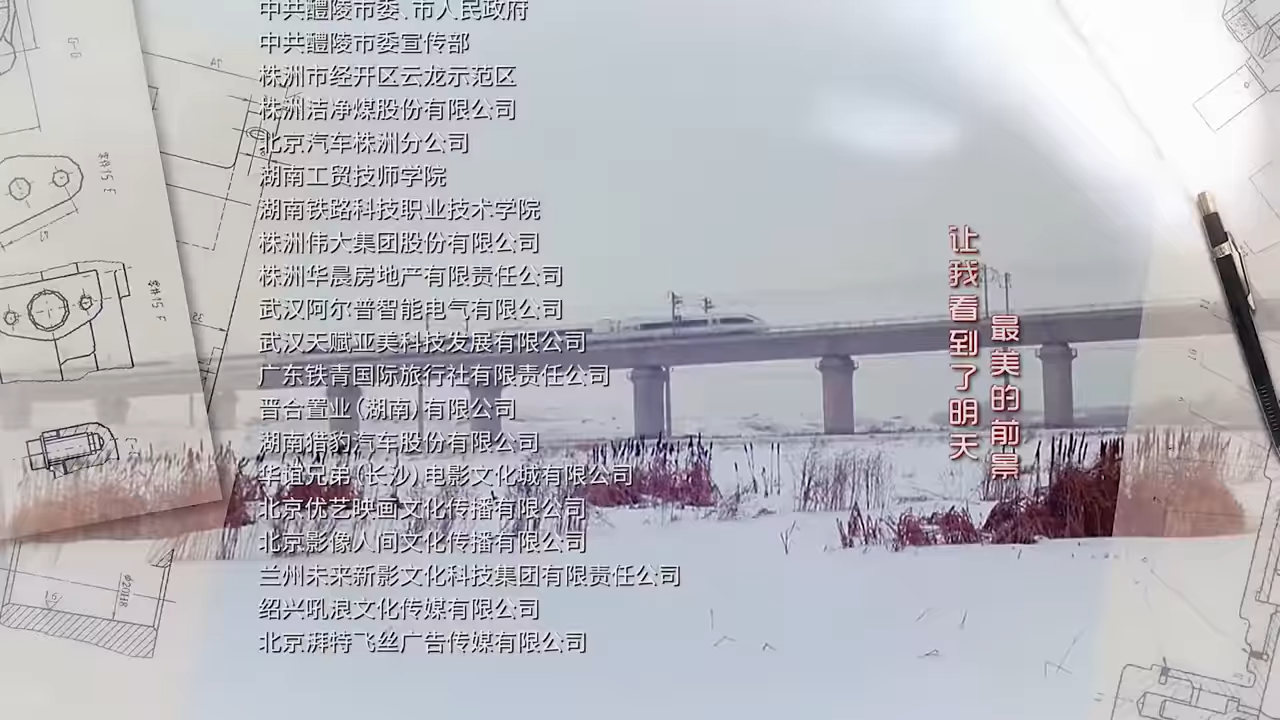 中共醴陵市委、市人民政府
中共醴陵市委宣传部
株洲市经开区云龙示范区
株洲洁净煤股份有限公司
北京汽车株洲分公司
湖南工贸技师学院
湖南铁路科技职业技术学院
株洲伟大集团股份有限公司
株洲华晨房地产有限责任公司
武汉阿尔普智能电气有限公司
武汉天赋亚美科技发展有限公司
广东铁青国际旅行社有限责任公司
晋合置业(湖南)有限公司
湖南猎豹汽车股份有限公司
华谊兄弟(长沙)电影文化城有限公司
北京优艺映画文化传播有限公司
北京影像人间文化传播有限公司
兰州未来新影文化科技集团有限责任公司
绍兴吼浪文化传媒有限公司
北京湃特飞丝广告传媒有限公司
最美的前景
让我看到了明天